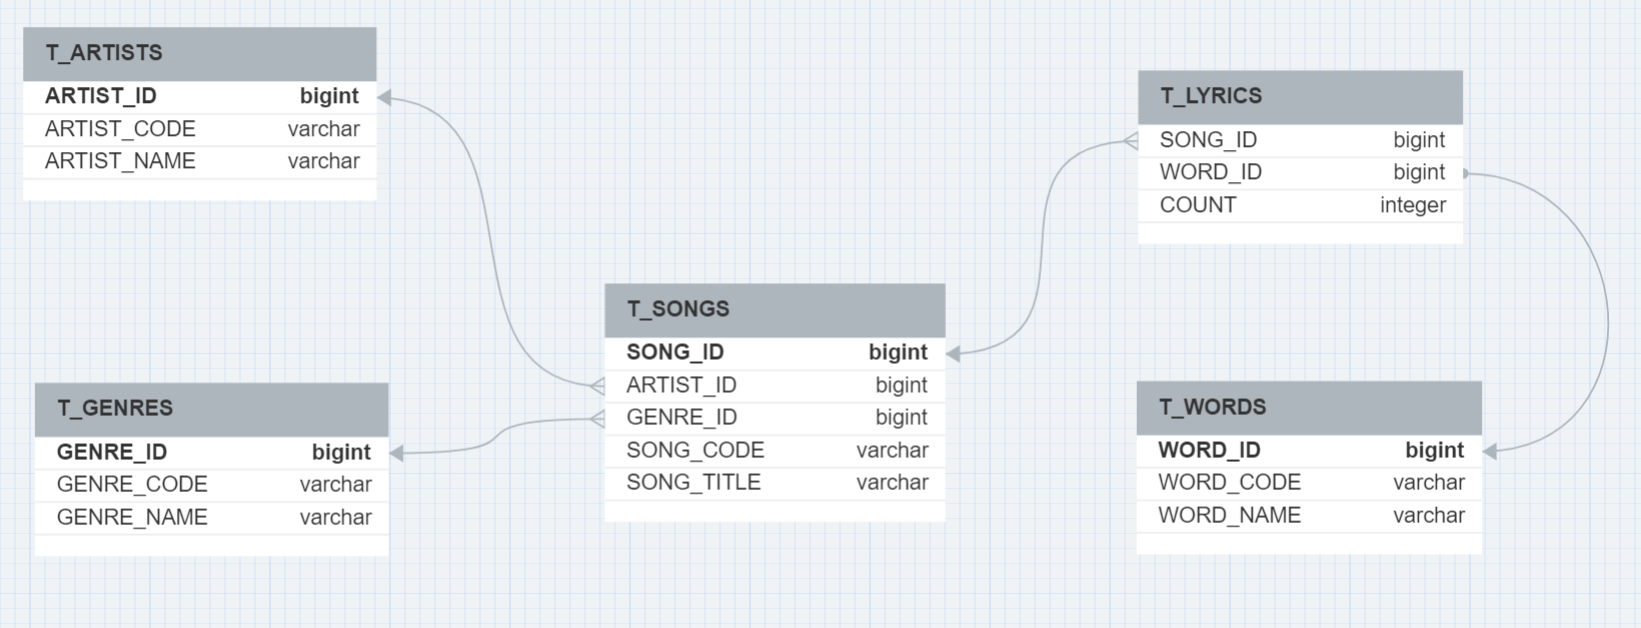 T_ARTISTS
ARTIST_ID bigint
ARTIST_CODE varchar
ARTIST_NAME varchar
T_GENRES
GENRE_ID bigint
GENRE_CODE varchar
GENRE_NAME varchar
T_SONGS
SONG_ID bigint
ARTIST_ID bigint
GENRE_ID bigint
SONG_CODE varchar
SONG_TITLE varchar
T_LYRICS
SONG_ID bigint
WORD_ID bigint
COUNT integer
T_WORDS
WORD_ID bigint
WORD_CODE varchar
WORD_NAME varchar